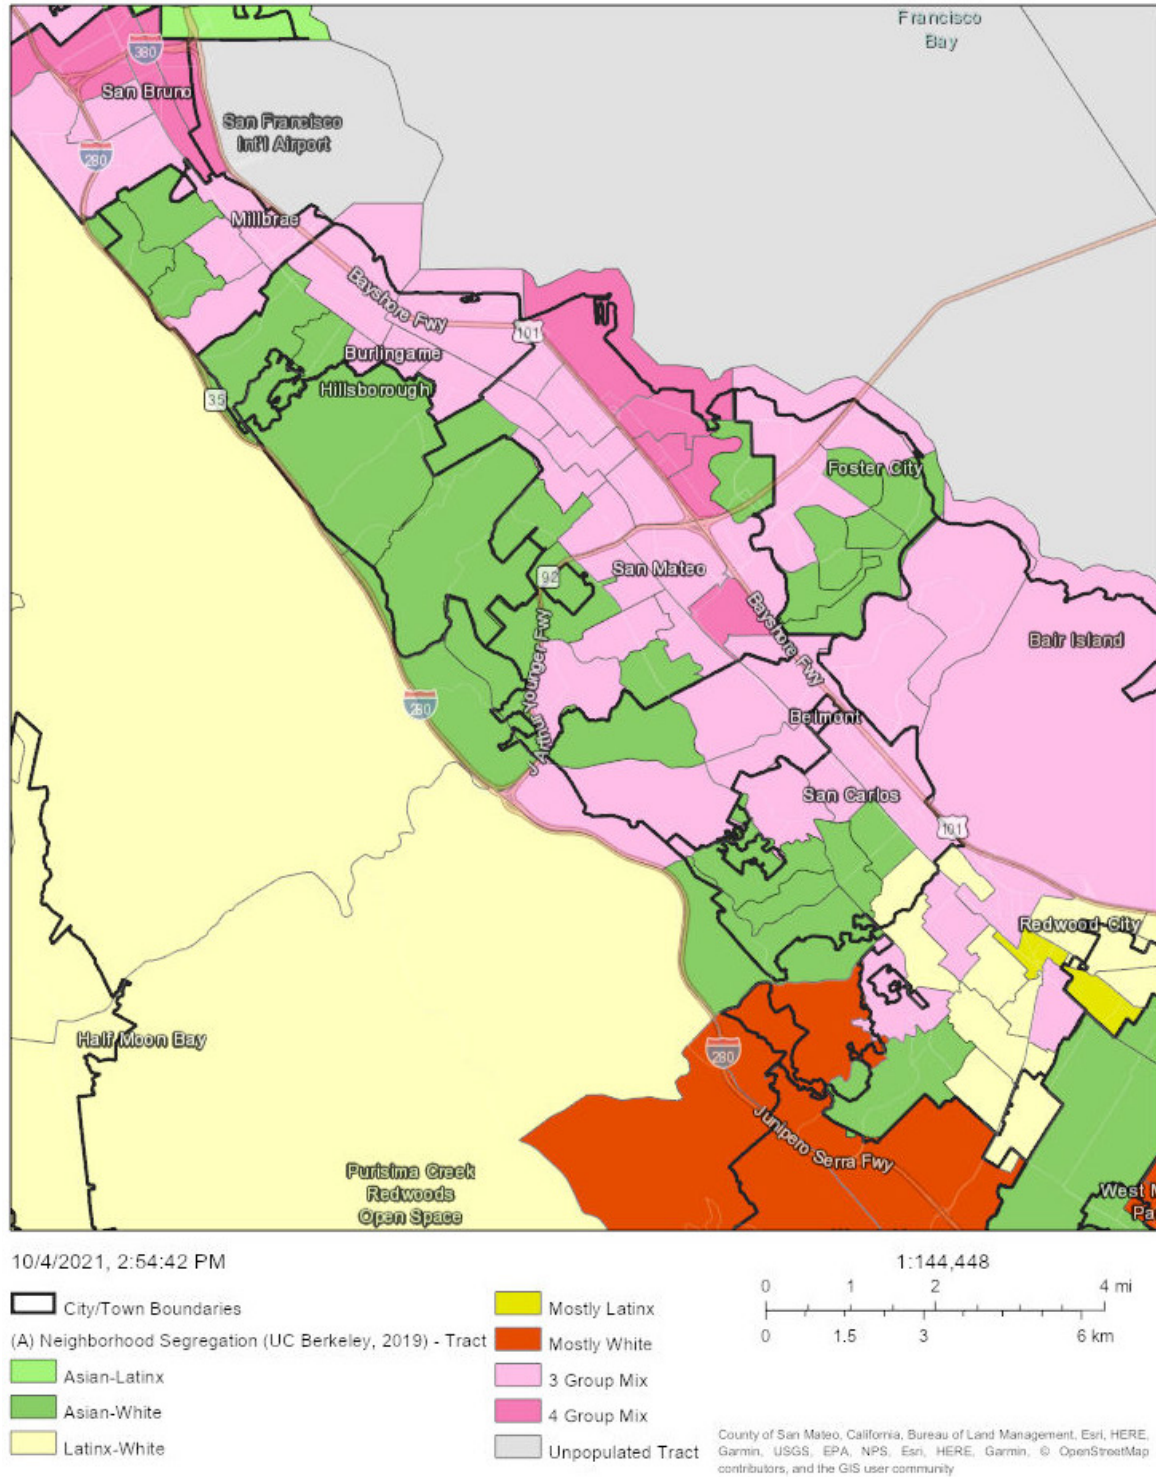 Francisco
Bay
380
San Bruno
San Francisco
Int'l Airport
280
Millbrae
Bayshore Fwy
101
Burlingame
Hillsborough
35
Foster City
92
San Mateo
Bayshore Fwy
Bair Island
J Arthur Younger Fwy
280
Belmont
San Carlos
101
Redwood City
Half Moon Bay
280
Junipero Serra Fwy
Purisima Creek
Redwoods
Open Space
West M
Pa
10/4/2021, 2:54:42 PM
1:144,448
0 1 2 4 mi
0 1.5 3 6 km
City/Town Boundaries
(A) Neighborhood Segregation (UC Berkeley, 2019) - Tract
Asian-Latinx
Asian-White
Latinx-White
Mostly Latinx
Mostly White
3 Group Mix
4 Group Mix
Unpopulated Tract
County of San Mateo, California, Bureau of Land Management, Esri, HERE,
Garmin, USGS, EPA, NPS, Esri, HERE, Garmin, © OpenStreetMap
contributors, and the GIS user community